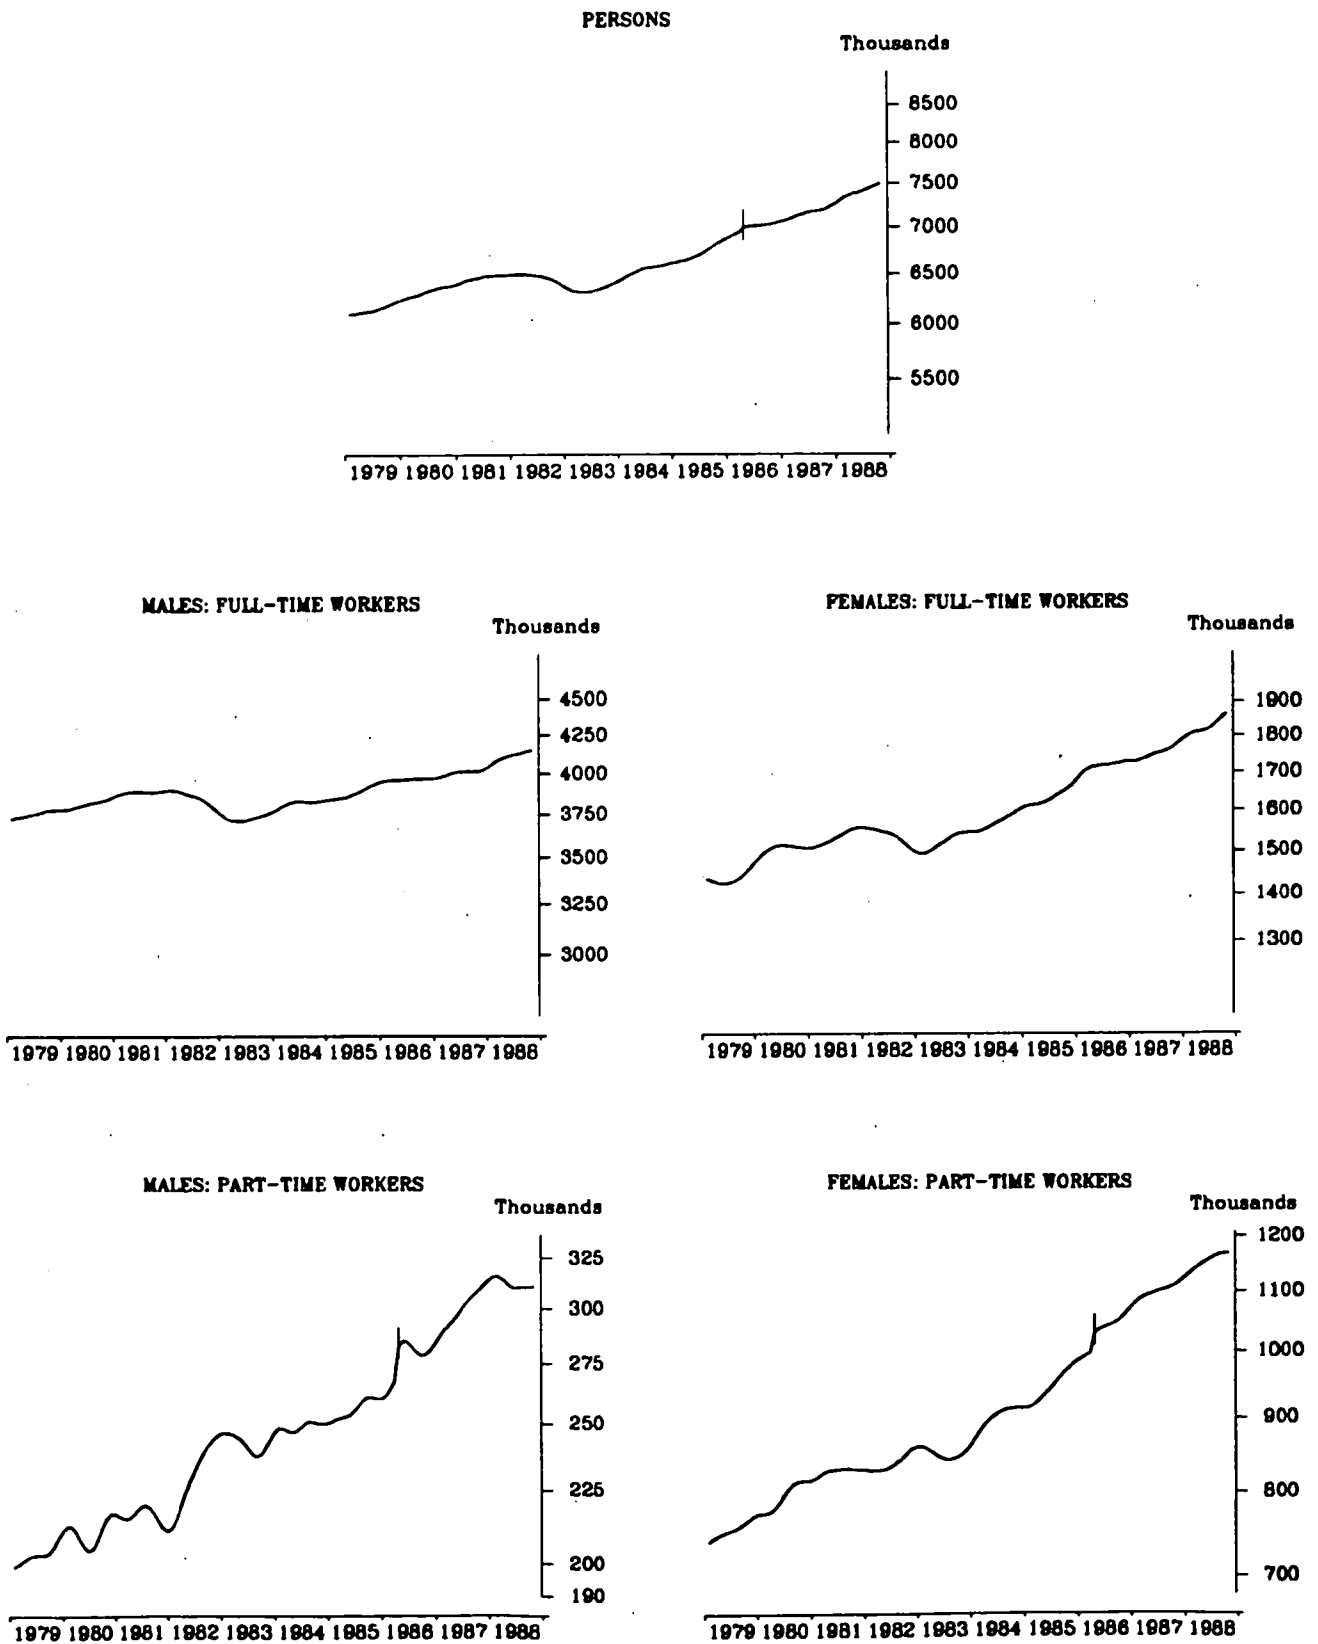 PERSONS
Thousands
8500
8000
7500
7000
6500
6000
5500
1979 1980 1981 1982 1983 1984 1985 1986 1987 1988
MALES: FULL-TIME WORKERS
Thousands
4500
4250
4000
3750
3500
3250
3000
1979 1980 1981 1982 1983 1984 1985 1986 1987 1988
FEMALES: FULL-TIME WORKERS
Thousands
1900
1800
1700
1600
1500
1400
1300
1979 1980 1981 1982 1983 1984 1985 1986 1987 1988
MALES: PART-TIME WORKERS
Thousands
325
300
275
250
225
200
190
1979 1980 1981 1982 1983 1984 1985 1986 1987 1988
FEMALES: PART-TIME WORKERS
Thousands
1200
1100
1000
900
800
700
1979 1980 1981 1982 1983 1984 1985 1986 1987 1988